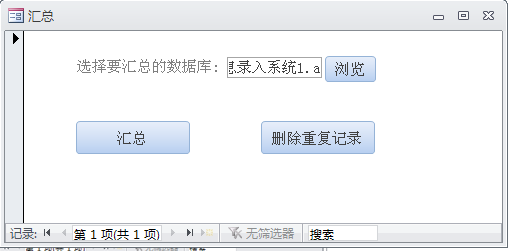 汇总
选择要汇总的数据库： 录入系统1.a 浏览
汇总 删除重复记录
记录: 第 1 项(共 1 项) 无筛选器 搜索